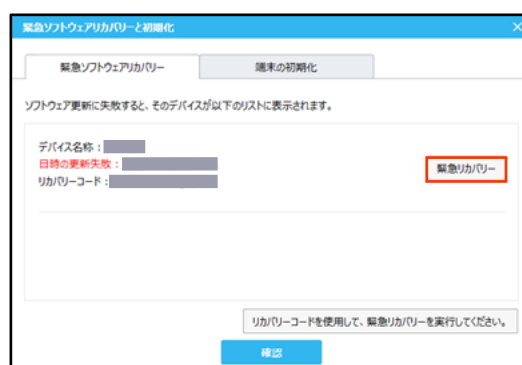 緊急ソフトウェアリカバリーと初期化
緊急ソフトウェアリカバリー
端末の初期化
ソフトウェア更新に失敗すると、そのデバイスが以下のリストに表示されます。
デバイス名称：
日時の更新失敗：
リカバリーコード：
緊急リカバリー
リカバリーコードを使用して、緊急リカバリーを実行してください。
確認